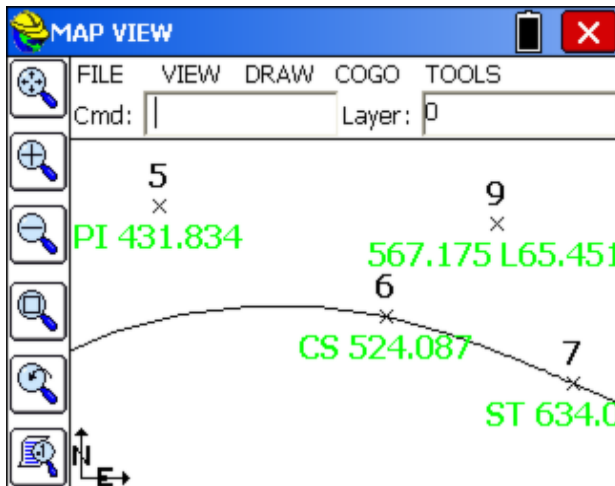 MAP VIEW
FILE VIEW DRAW COGO TOOLS
Cmd: Layer: 0
5
PI 431.834
9
567.175 L65.451
6
CS 524.087
7
ST 634.0
N
E